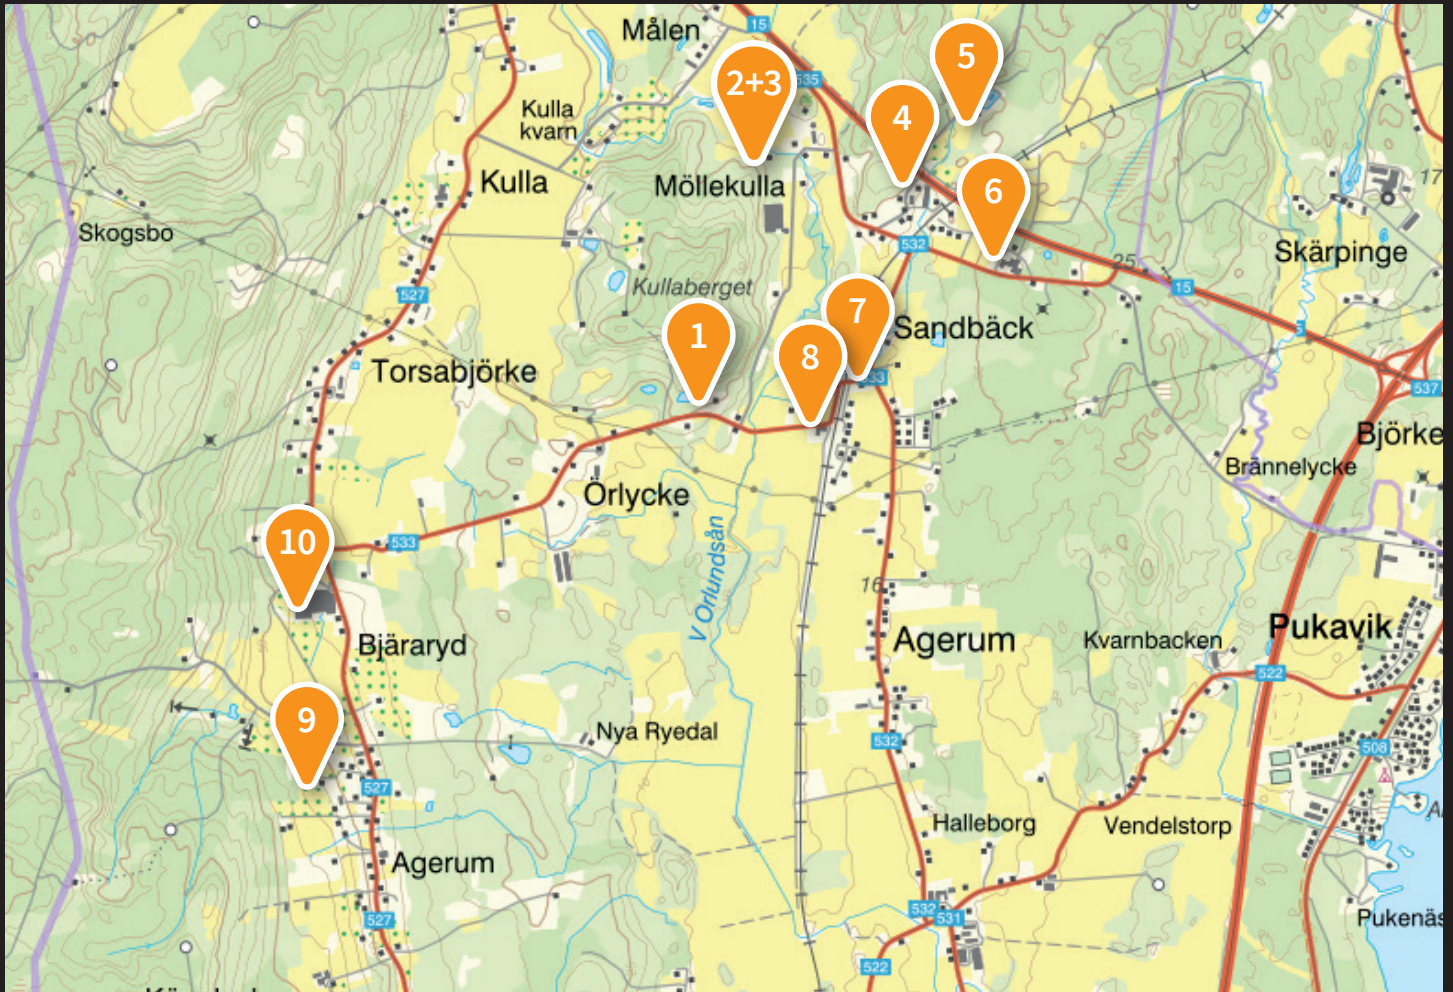 Målen
15
5
2+3
535
4
Kulla
kvarn
Kulla
Möllekulla
6
17
Skogsbo
532
Skärpinge
25
Kullaberget
527
15
7
1
Sandbäck
8
Torsabjörke
33
537
Björke
Brännelycke
Örlycke
10
533
V Orlundsån
16
Bjäraryd
Agerum
Kvarnbacken
Pukavik
522
9
Nya Ryedal
532
508
527
Halleborg
Vendelstorp
Agerum
532
531
527
Pukenäs
522